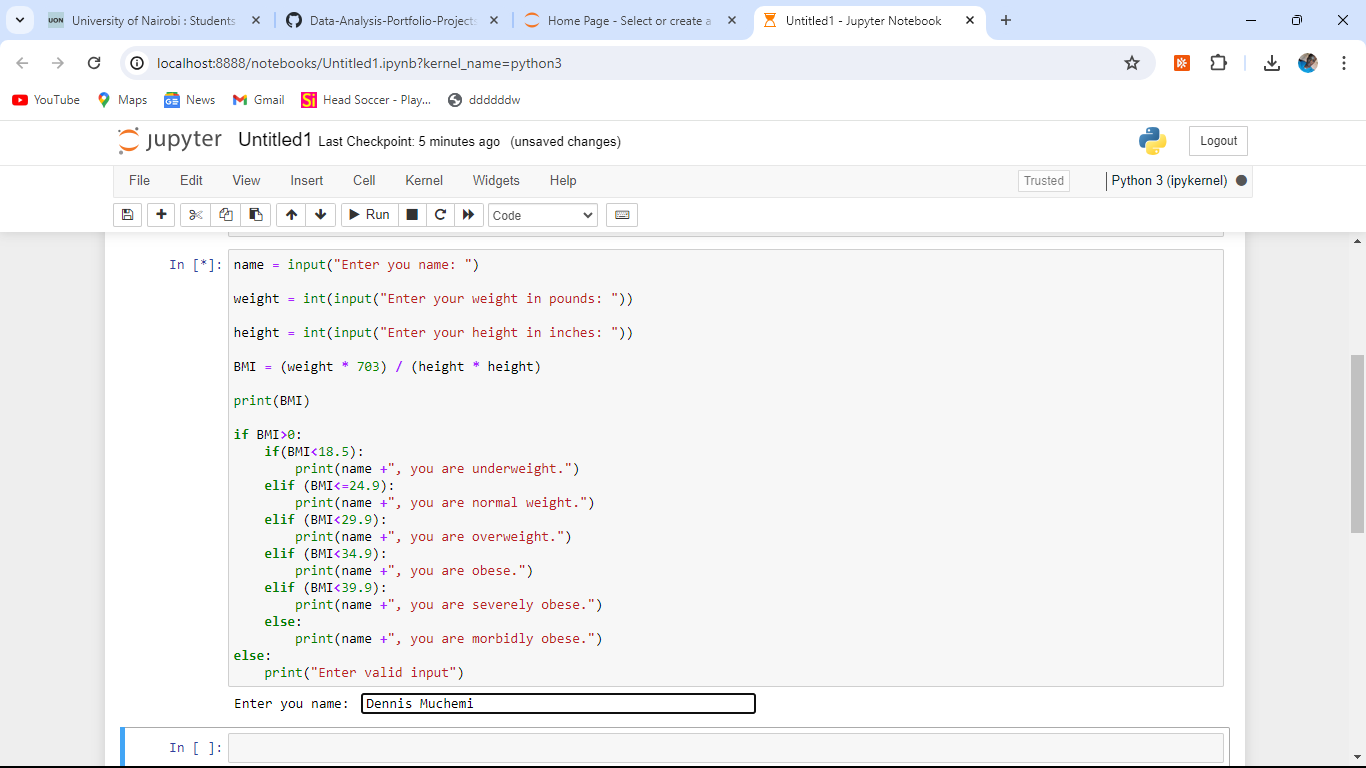 UON University of Nairobi : Students
Data-Analysis-Portfolio-Projects
Home Page - Select or create a
Untitled1 - Jupyter Notebook
localhost:8888/notebooks/Untitled1.ipynb?kernel_name=python3
YouTube
Maps
GE News
Gmail
Si Head Soccer - Play...
ddddddw
jupyter Untitled1 Last Checkpoint: 5 minutes ago (unsaved changes)
Logout
File Edit View Insert Cell Kernel Widgets Help
Trusted
Python 3 (ipykernel)
Run
Code
In [*]:
name = input("Enter you name: ")
weight = int(input("Enter your weight in pounds: "))
height = int(input("Enter your height in inches: "))
BMI = (weight * 703) / (height * height)
print(BMI)
if BMI>0:
    if(BMI<18.5):
        print(name +", you are underweight.")
    elif (BMI<=24.9):
        print(name +", you are normal weight.")
    elif (BMI<29.9):
        print(name +", you are overweight.")
    elif (BMI<34.9):
        print(name +", you are obese.")
    elif (BMI<39.9):
        print(name +", you are severely obese.")
    else:
        print(name +", you are morbidly obese.")
else:
    print("Enter valid input")
Enter you name: Dennis Muchemi
In [ ]: